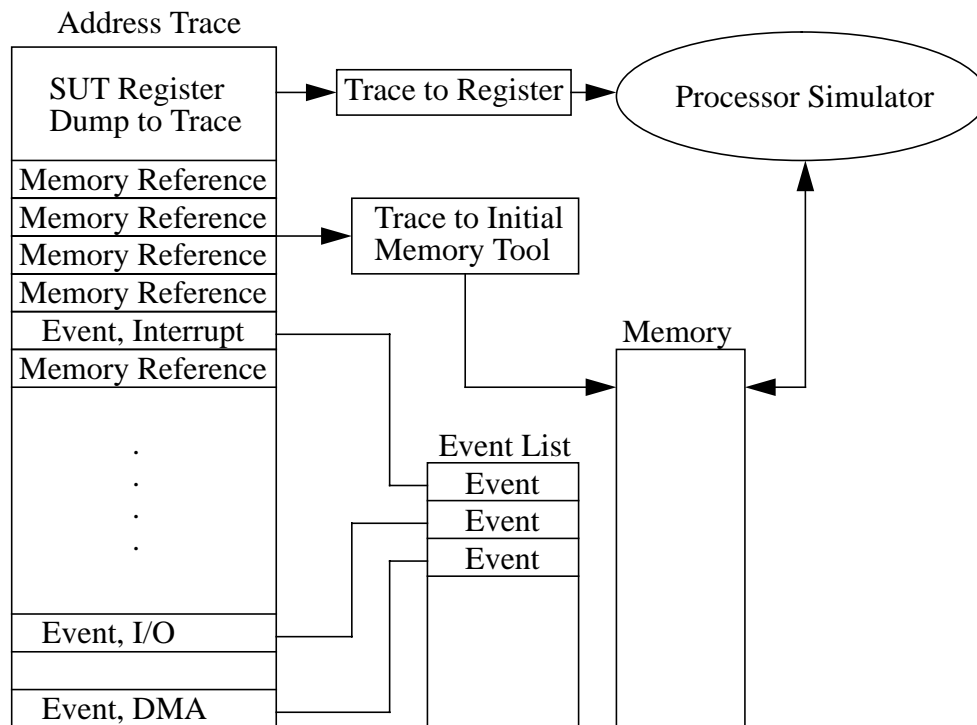 Address Trace
SUT Register
Dump to Trace
Trace to Register
Processor Simulator
Memory Reference
Memory Reference
Memory Reference
Memory Reference
Event, Interrupt
Memory Reference
.
.
.
.
Event, I/O
Event, DMA
Trace to Initial
Memory Tool
Memory
Event List
Event
Event
Event